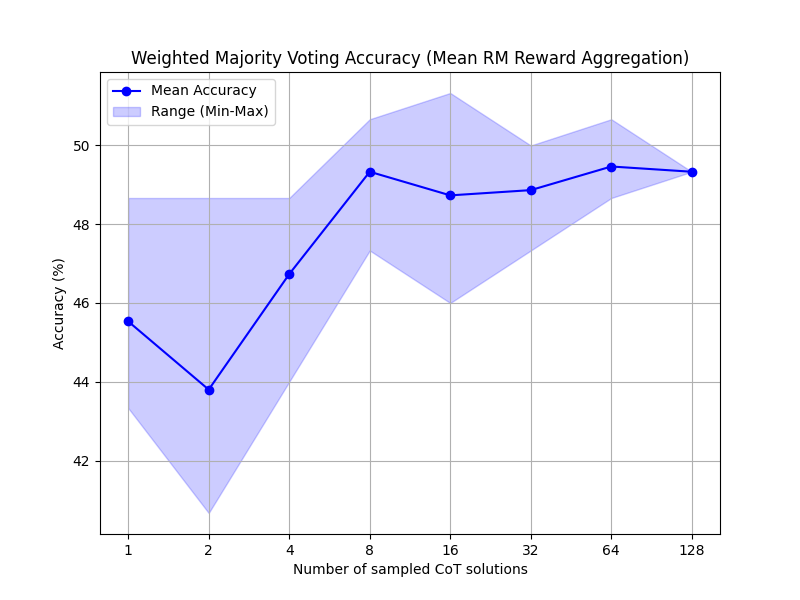 Weighted Majority Voting Accuracy (Mean RM Reward Aggregation)
Mean Accuracy
Range (Min-Max)
Accuracy (%)
50
48
46
44
42
1 2 4 8 16 32 64 128
Number of sampled CoT solutions